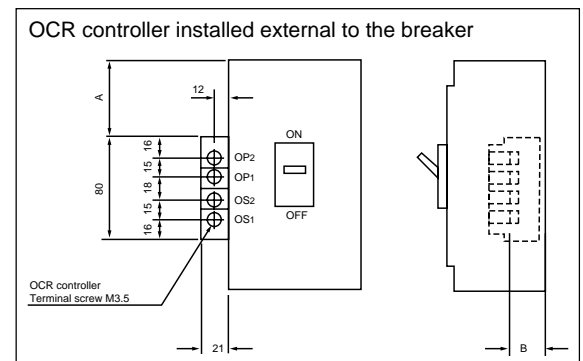 OCR controller installed external to the breaker
A
12
ON
16
OP2
15
OP1
80
18
OS2
15
OS1
OFF
16
OCR controller
Terminal screw M3.5
21
B